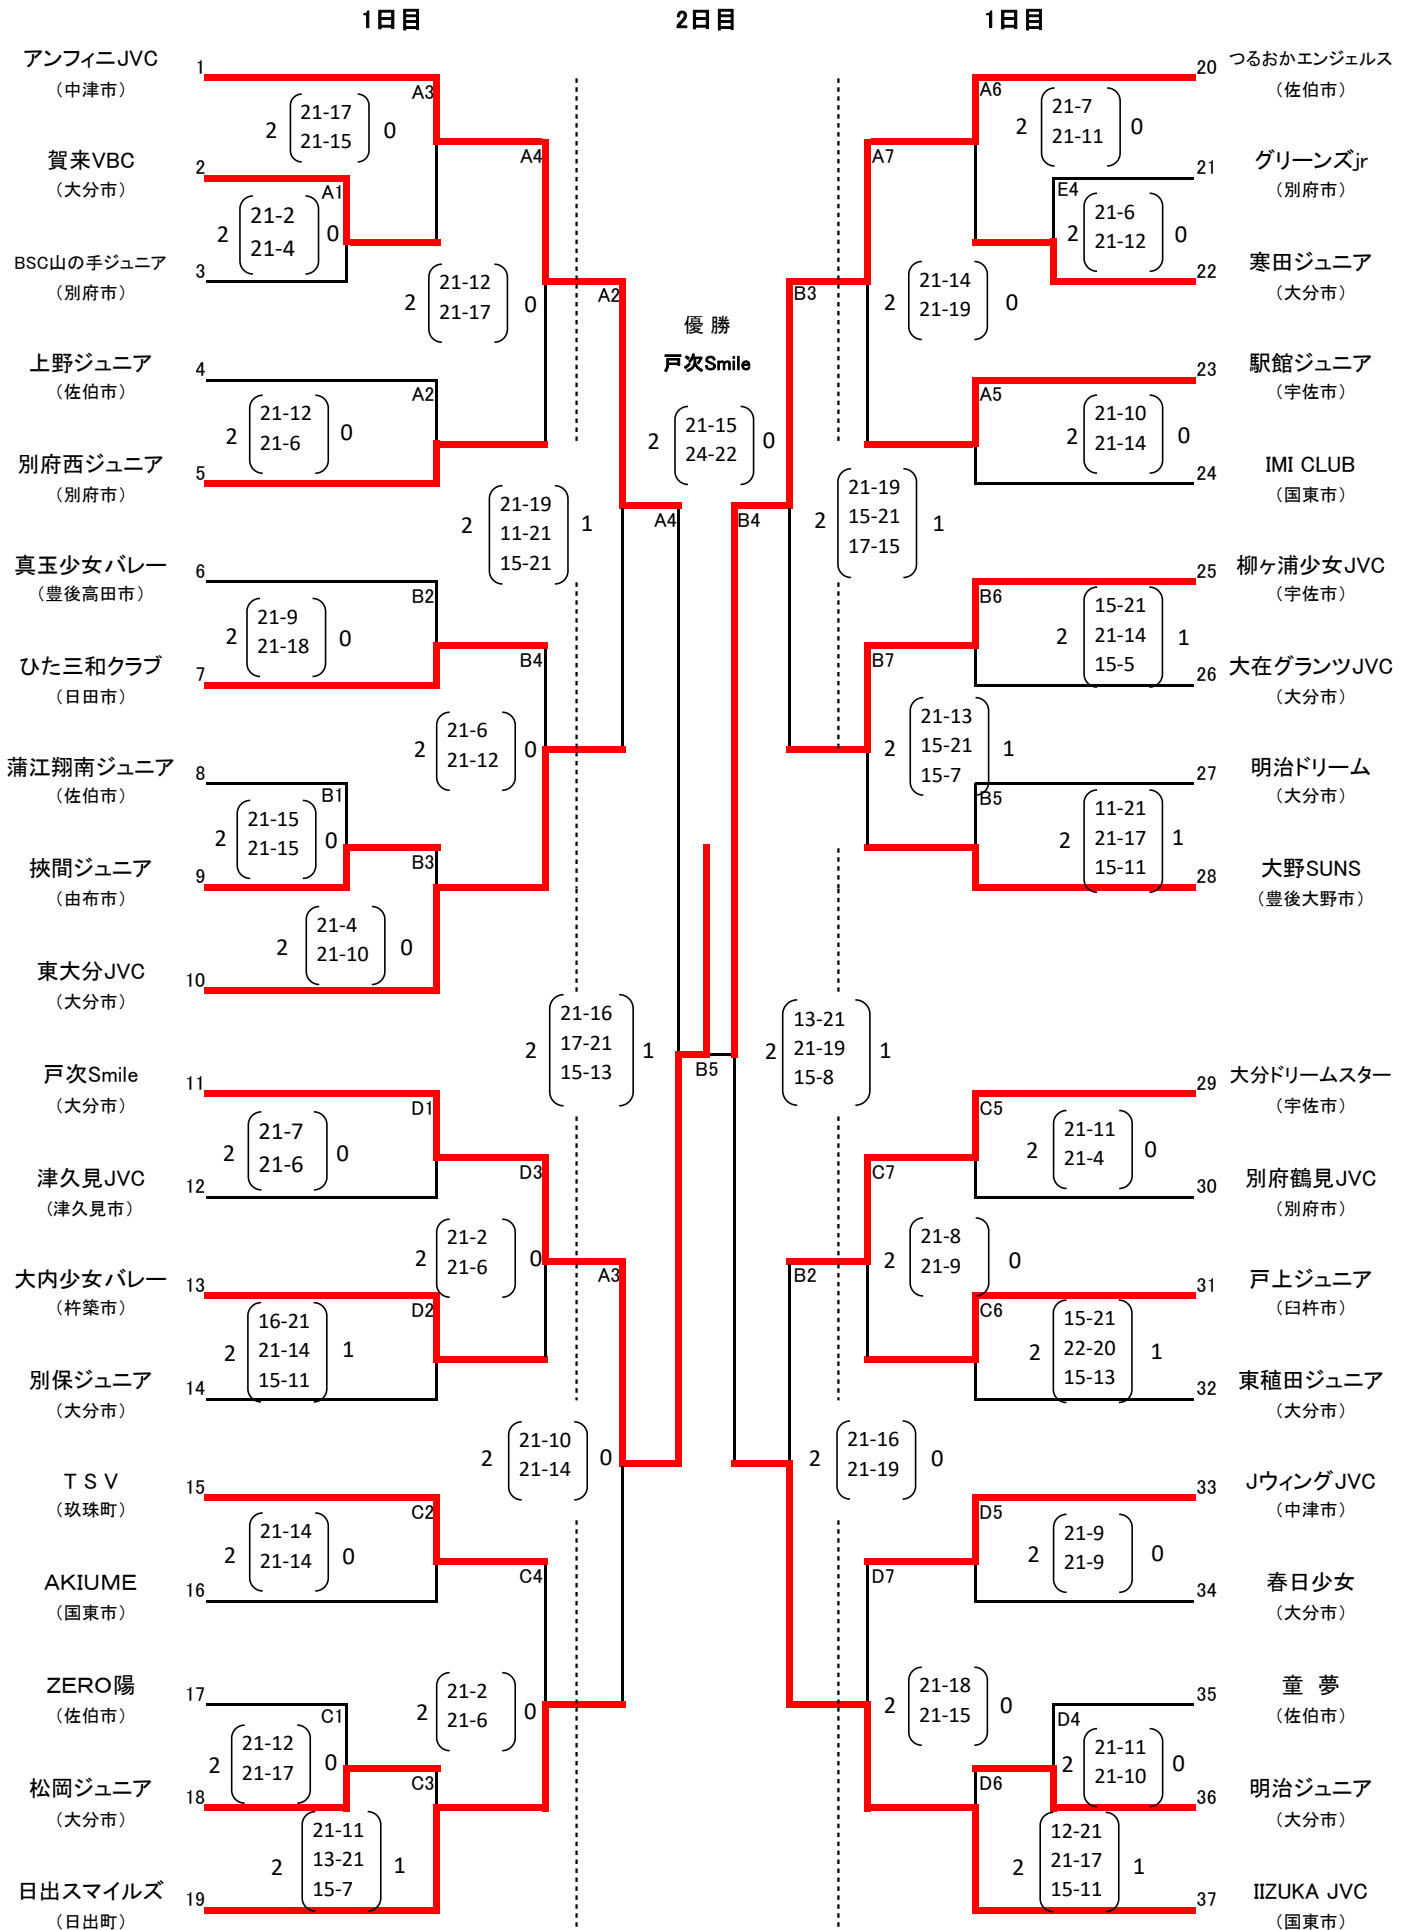 1日目
2日目
1日目
アンフィニJVC
（中津市）
1
A3
2
21-17
21-15
0
賀来VBC
（大分市）
2
A1
2
21-2
21-4
0
BSC山の手ジュニア
（別府市）
3
A4
2
21-12
21-17
0
上野ジュニア
（佐伯市）
4
A2
2
21-12
21-6
0
別府西ジュニア
（別府市）
5
A2
2
21-19
11-21
15-21
1
真玉少女バレー
（豊後高田市）
6
B2
2
21-9
21-18
0
ひた三和クラブ
（日田市）
7
B4
2
21-6
21-12
0
蒲江翔南ジュニア
（佐伯市）
8
B1
2
21-15
21-15
0
挾間ジュニア
（由布市）
9
B3
2
21-4
21-10
0
東大分JVC
（大分市）
10
A4
2
21-16
17-21
15-13
1
戸次Smile
（大分市）
11
D1
2
21-7
21-6
0
津久見JVC
（津久見市）
12
D3
2
21-2
21-6
0
大内少女バレー
（杵築市）
13
D2
2
16-21
21-14
15-11
1
別保ジュニア
（大分市）
14
A3
2
21-10
21-14
0
ＴＳＶ
（玖珠町）
15
C2
2
21-14
21-14
0
AKIUME
（国東市）
16
C4
2
21-2
21-6
0
ZERO陽
（佐伯市）
17
C1
2
21-12
21-17
0
松岡ジュニア
（大分市）
18
C3
2
21-11
13-21
15-7
1
日出スマイルズ
（日出町）
19
優 勝
戸次Smile
2
21-15
24-22
0
B5
つるおかエンジェルス
（佐伯市）
20
A6
2
21-7
21-11
0
グリーンズjr
（別府市）
21
E4
2
21-6
21-12
0
寒田ジュニア
（大分市）
22
A7
2
21-14
21-19
0
駅館ジュニア
（宇佐市）
23
A5
2
21-10
21-14
0
IMI CLUB
（国東市）
24
B3
2
21-19
15-21
17-15
1
柳ヶ浦少女JVC
（宇佐市）
25
B6
2
15-21
21-14
15-5
1
大在グランツJVC
（大分市）
26
B7
2
21-13
15-21
15-7
1
明治ドリーム
（大分市）
27
B5
2
11-21
21-17
15-11
1
大野SUNS
（豊後大野市）
28
B4
2
13-21
21-19
15-8
1
大分ドリームスター
（宇佐市）
29
C5
2
21-11
21-4
0
別府鶴見JVC
（別府市）
30
C7
2
21-8
21-9
0
戸上ジュニア
（臼杵市）
31
C6
2
15-21
22-20
15-13
1
東稙田ジュニア
（大分市）
32
B2
2
21-16
21-19
0
JウィングJVC
（中津市）
33
D5
2
21-9
21-9
0
春日少女
（大分市）
34
D7
2
21-18
21-15
0
童 夢
（佐伯市）
35
D4
2
21-11
21-10
0
明治ジュニア
（大分市）
36
D6
2
12-21
21-17
15-11
1
IIZUKA JVC
（国東市）
37